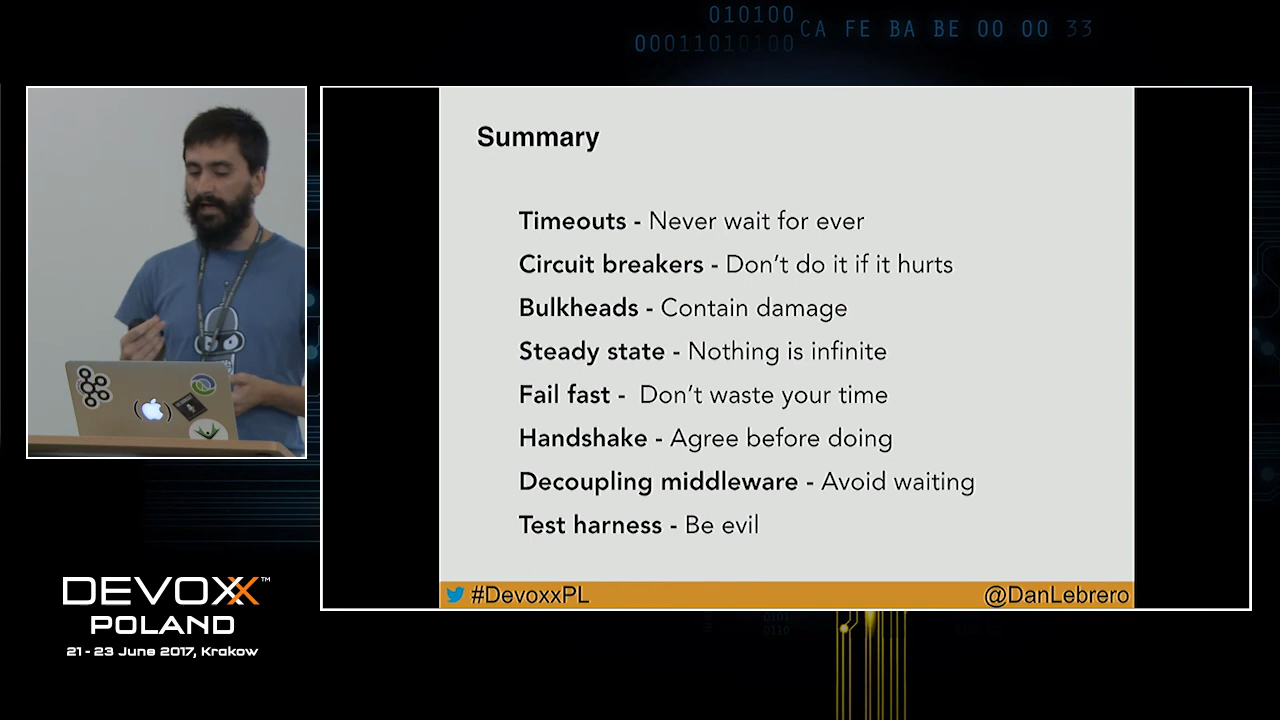 010100
00011010100
CA FE BA BE 00 00 33
Summary
Timeouts - Never wait for ever
Circuit breakers - Don't do it if it hurts
Bulkheads - Contain damage
Steady state - Nothing is infinite
Fail fast - Don't waste your time
Handshake - Agree before doing
Decoupling middleware - Avoid waiting
Test harness - Be evil
#DevoxxPL
@DanLebrero
DEVOXX™
POLAND
21 - 23 June 2017, Krakow